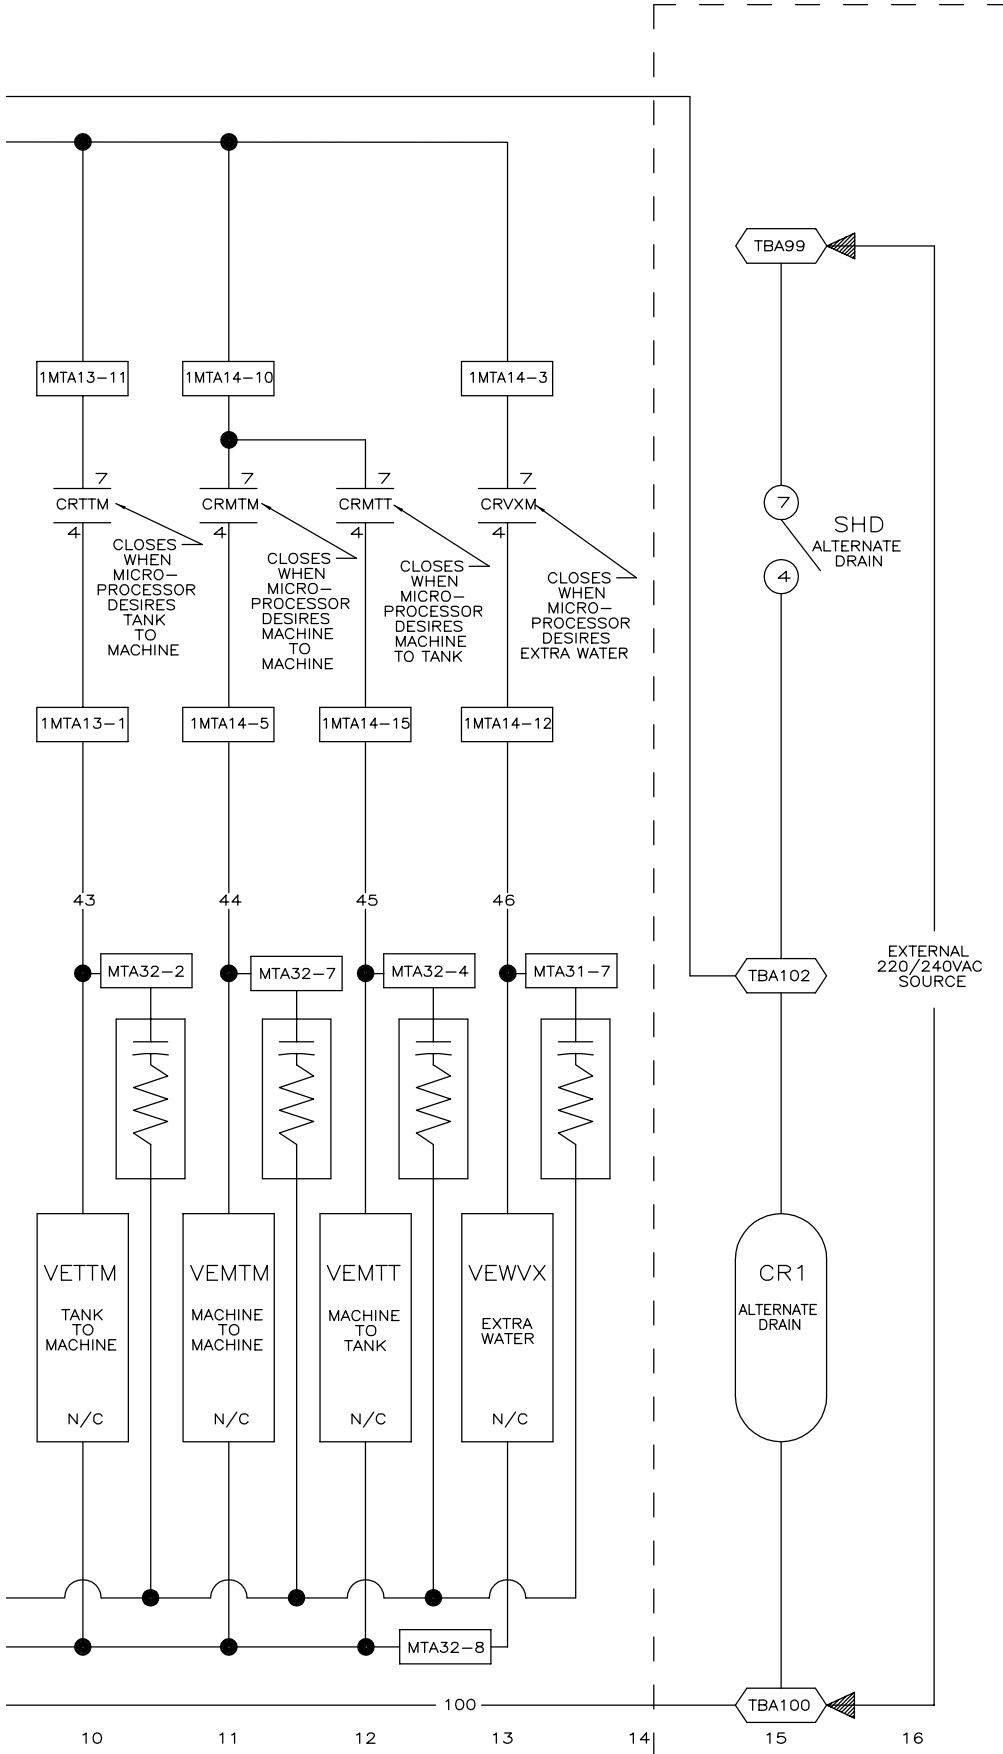 TBA99
1MTA13-11
1MTA14-10
1MTA14-3
7
7
7
7
CRTTM
CRMTM
CRMTT
CRVXM
4
4
4
4
CLOSES
WHEN
MICRO-
PROCESSOR
DESIRES
TANK
TO
MACHINE
CLOSES
WHEN
MICRO-
PROCESSOR
DESIRES
MACHINE
TO
MACHINE
CLOSES
WHEN
MICRO-
PROCESSOR
DESIRES
MACHINE
TO TANK
CLOSES
WHEN
MICRO-
PROCESSOR
DESIRES
EXTRA WATER
7
4
SHD
ALTERNATE
DRAIN
1MTA13-1
1MTA14-5
1MTA14-15
1MTA14-12
43
44
45
46
MTA32-2
MTA32-7
MTA32-4
MTA31-7
TBA102
EXTERNAL
220/240VAC
SOURCE
VETTM
TANK
TO
MACHINE
N/C
VEMTM
MACHINE
TO
MACHINE
N/C
VEMTT
MACHINE
TO
TANK
N/C
VEWVX
EXTRA
WATER
N/C
CR1
ALTERNATE
DRAIN
MTA32-8
100
TBA100
10
11
12
13
14
15
16